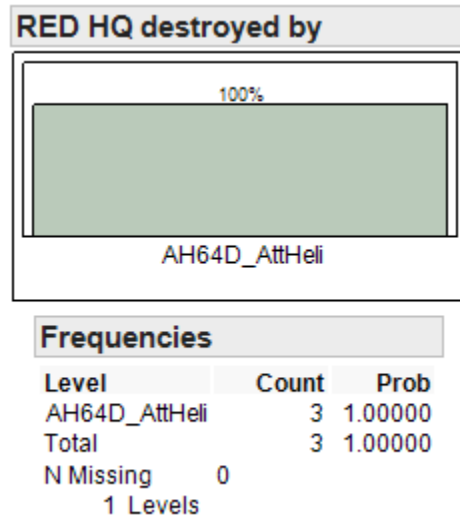 RED HQ destroyed by
100%
AH64D_AttHeli
Frequencies
Level Count Prob
AH64D_AttHeli 3 1.00000
Total 3 1.00000
N Missing 0
1 Levels